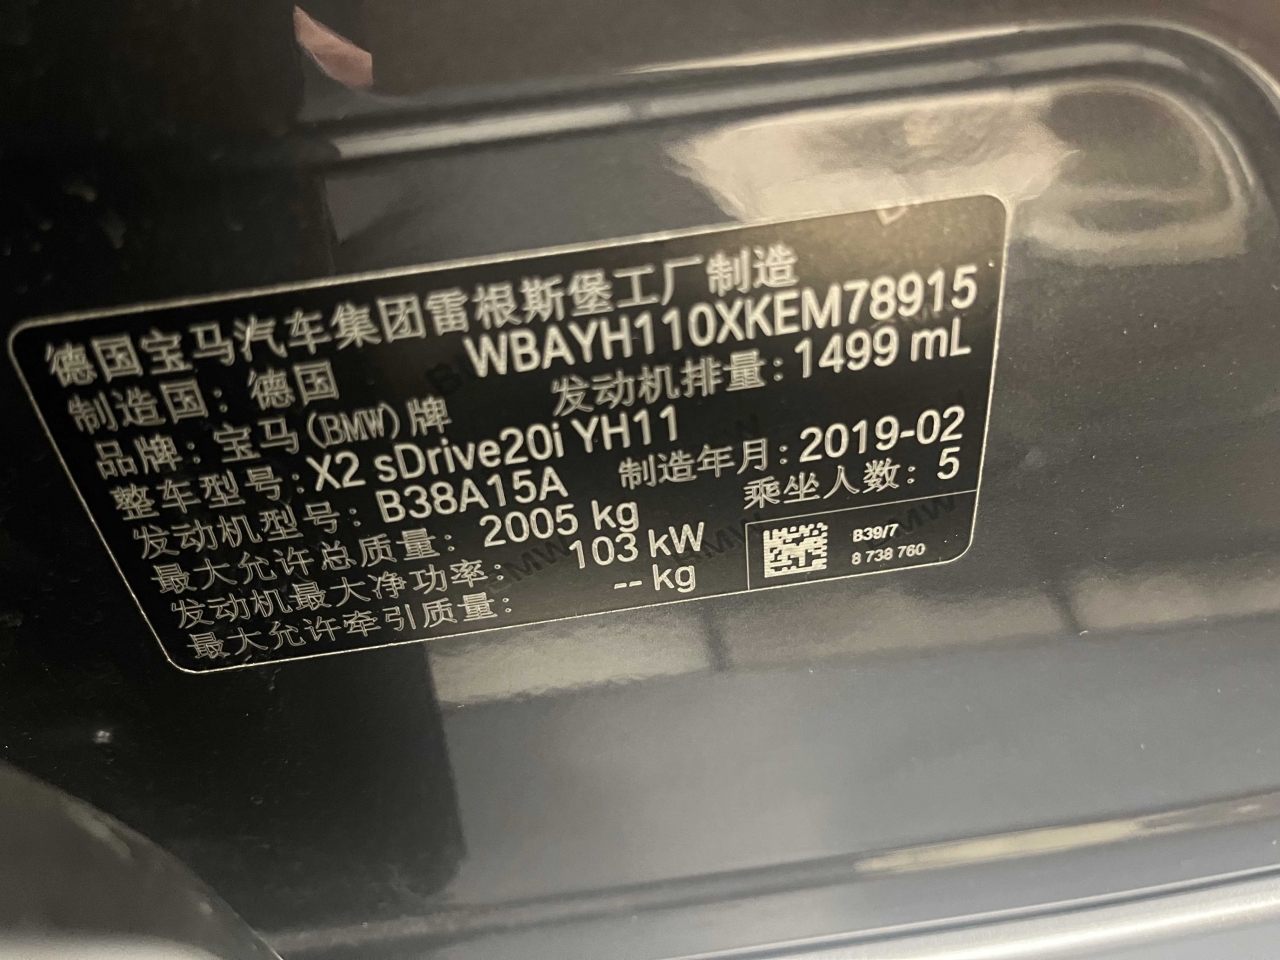 德国宝马汽车集团雷根斯堡工厂制造
制造国：德国 WBAYH110XKEM78915
品牌：宝马(BMW)牌 发动机排量：1499 mL
整车型号：X2 sDrive20i YH11
发动机型号：B38A15A 制造年月：2019-02
最大允许总质量：2005 kg 乘坐人数：5
发动机最大净功率：103 kW
最大允许牵引质量：-- kg
B39/7
8 738 760